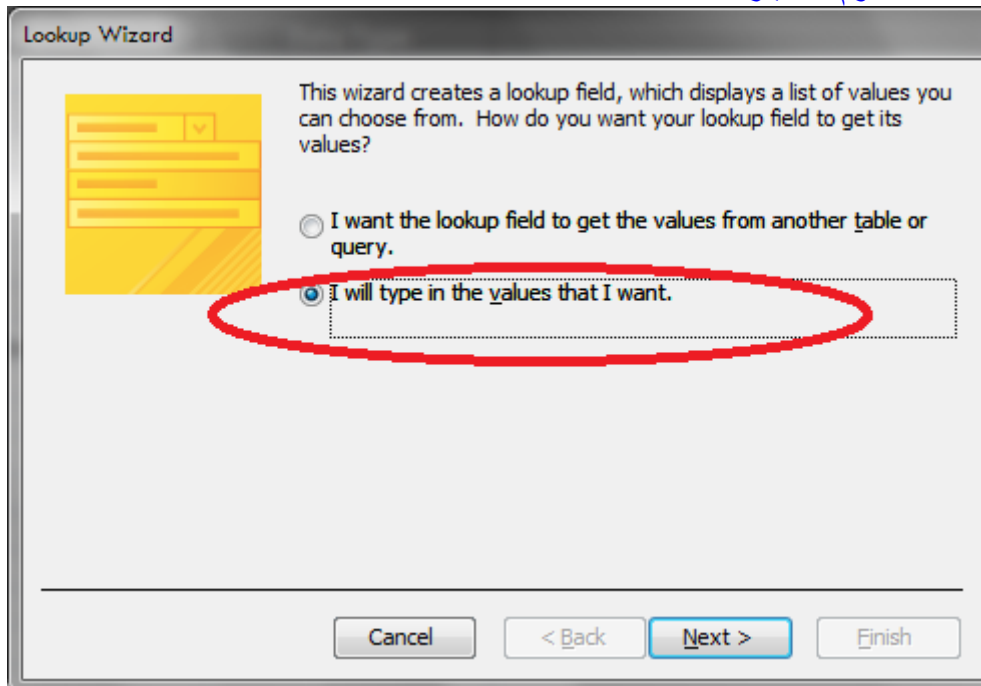 Lookup Wizard
This wizard creates a lookup field, which displays a list of values you
can choose from. How do you want your lookup field to get its
values?
I want the lookup field to get the values from another table or
query.
I will type in the values that I want.
Cancel
< Back
Next >
Finish